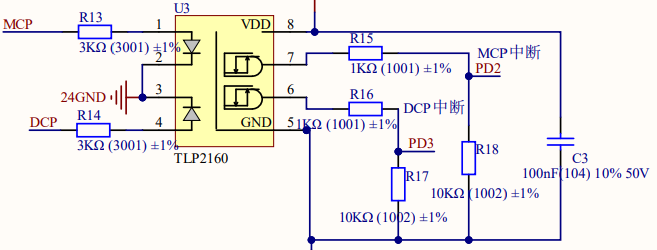 U3
MCP
R13
1
VDD
8
R15
3KΩ (3001) ±1%
2
7
1KΩ (1001) ±1%
MCP中断
PD2
24GND
3
6
R16
DCP中断
DCP
R14
4
GND
5
1KΩ (1001) ±1%
3KΩ (3001) ±1%
TLP2160
PD3
R18
C3
100nF(104) 10% 50V
R17
10KΩ (1002) ±1%
10KΩ (1002) ±1%